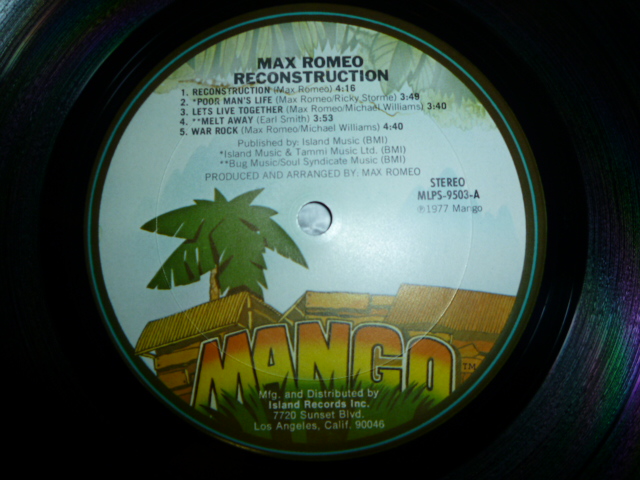 MAX ROMEO
RECONSTRUCTION
1. RECONSTRUCTION (Max Romeo) 4:16
2. *POOR MAN'S LIFE (Max Romeo/Ricky Storme) 3:49
3. LETS LIVE TOGETHER (Max Romeo/Michael Williams) 3:40
4. **MELT AWAY (Earl Smith) 3:53
5. WAR ROCK (Max Romeo/Michael Williams) 4:40
Published by: Island Music (BMI)
*Island Music & Tammi Music Ltd. (BMI)
**Bug Music/Soul Syndicate Music (BMI)
PRODUCED AND ARRANGED BY: MAX ROMEO
STEREO
MLPS-9503-A
℗1977 Mango
MANGO TM
Mfg. and Distributed by
Island Records Inc.
7720 Sunset Blvd.
Los Angeles, Calif. 90046